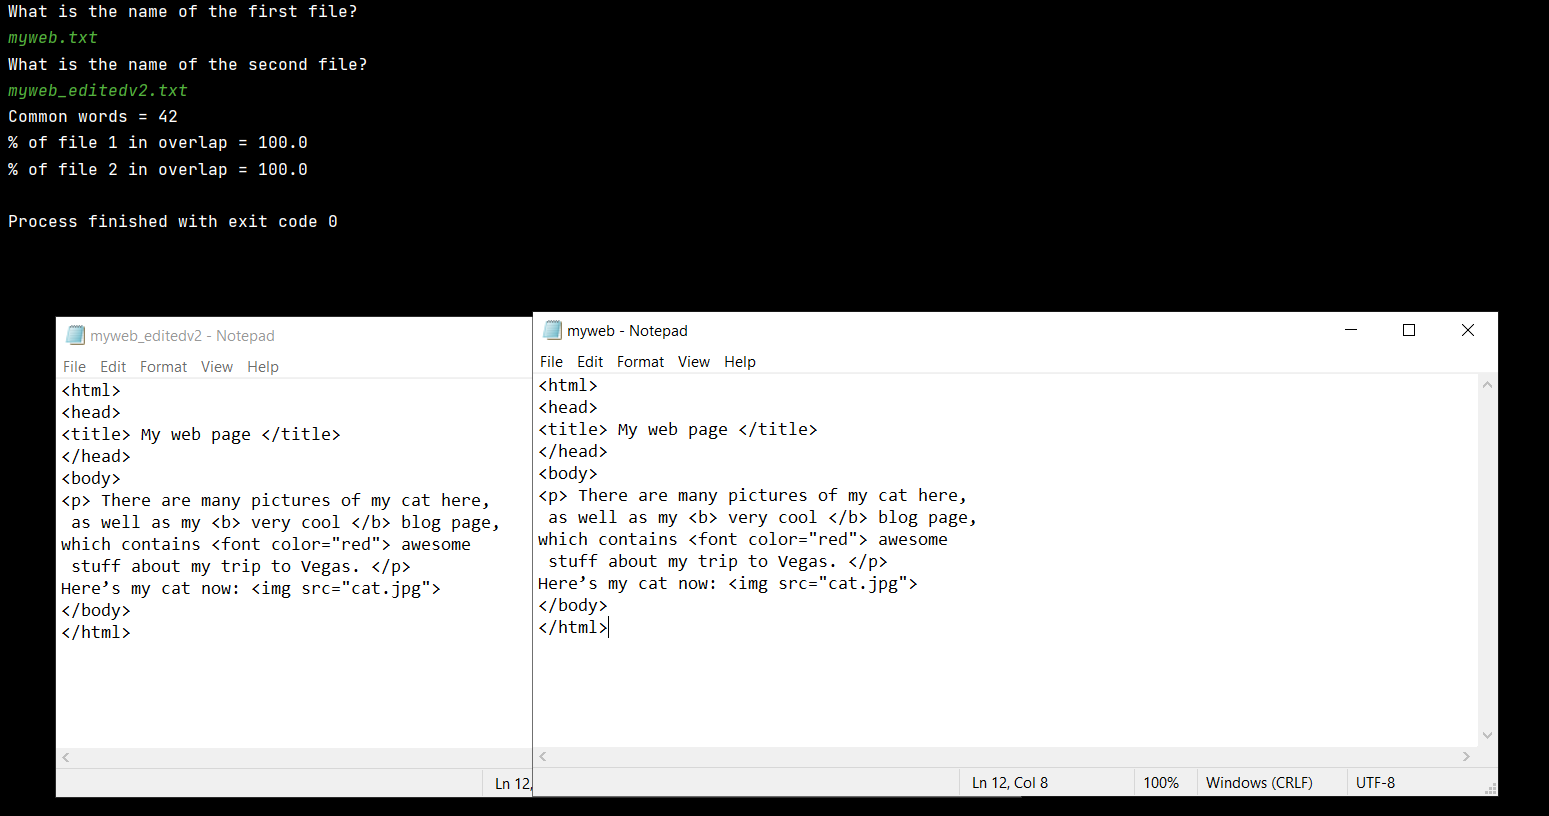 What is the name of the first file?
myweb.txt
What is the name of the second file?
myweb_editedv2.txt
Common words = 42
% of file 1 in overlap = 100.0
% of file 2 in overlap = 100.0
Process finished with exit code 0
myweb_editedv2 - Notepad
File Edit Format View Help
<html>
<head>
<title> My web page </title>
</head>
<body>
<p> There are many pictures of my cat here,
as well as my <b> very cool </b> blog page,
which contains <font color="red"> awesome
stuff about my trip to Vegas. </p>
Here’s my cat now: <img src="cat.jpg">
</body>
</html>
Ln 12,
myweb - Notepad
File Edit Format View Help
<html>
<head>
<title> My web page </title>
</head>
<body>
<p> There are many pictures of my cat here,
as well as my <b> very cool </b> blog page,
which contains <font color="red"> awesome
stuff about my trip to Vegas. </p>
Here’s my cat now: <img src="cat.jpg">
</body>
</html>
Ln 12, Col 8 100% Windows (CRLF) UTF-8